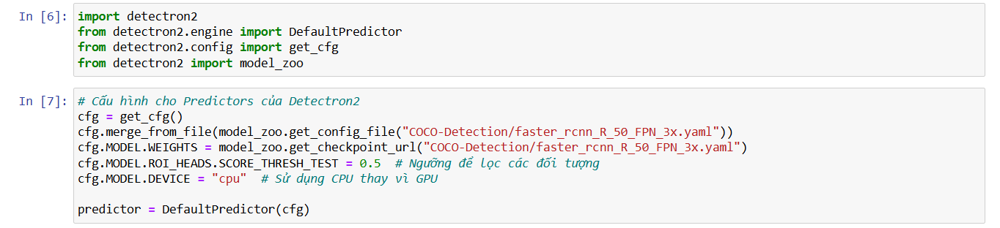 In [6]: import detectron2
from detectron2.engine import DefaultPredictor
from detectron2.config import get_cfg
from detectron2 import model_zoo
In [7]: # Cấu hình cho Predictors của Detectron2
cfg = get_cfg()
cfg.merge_from_file(model_zoo.get_config_file("COCO-Detection/faster_rcnn_R_50_FPN_3x.yaml"))
cfg.MODEL.WEIGHTS = model_zoo.get_checkpoint_url("COCO-Detection/faster_rcnn_R_50_FPN_3x.yaml")
cfg.MODEL.ROI_HEADS.SCORE_THRESH_TEST = 0.5  # Ngưỡng để lọc các đối tượng
cfg.MODEL.DEVICE = "cpu"  # Sử dụng CPU thay vì GPU
predictor = DefaultPredictor(cfg)